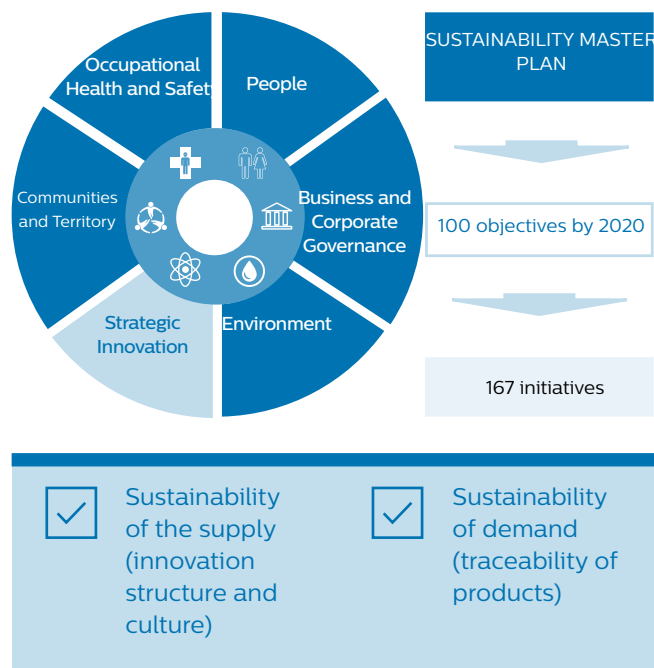 Occupational
Health and Safety
People
Communities
and Territory
Business and
Corporate
Governance
Strategic
Innovation
Environment
SUSTAINABILITY MASTER
PLAN
100 objectives by 2020
167 initiatives
Sustainability
of the supply
(innovation
structure and
culture)
Sustainability
of demand
(traceability of
products)